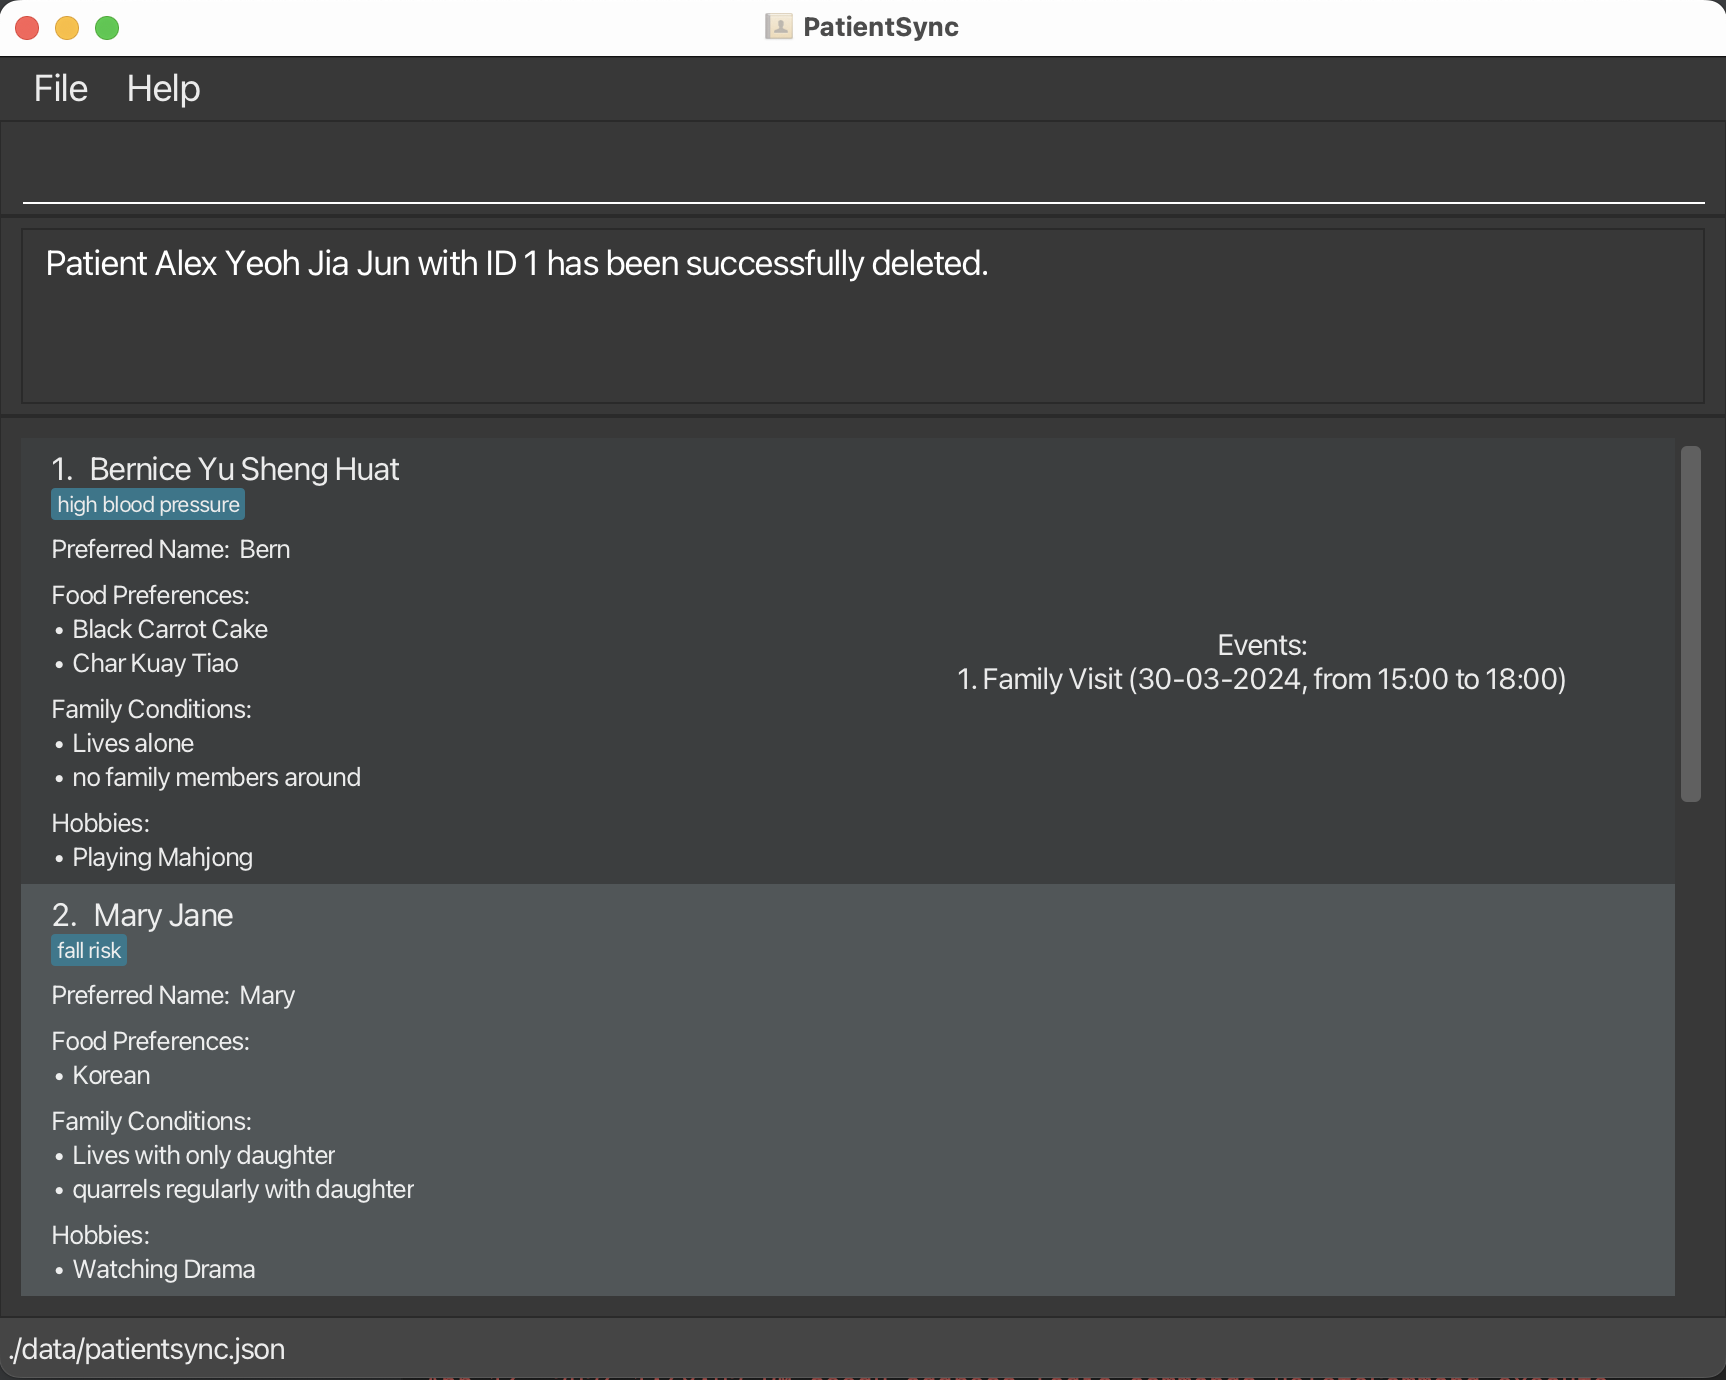 PatientSync
File Help
Patient Alex Yeoh Jia Jun with ID 1 has been successfully deleted.
1. Bernice Yu Sheng Huat
high blood pressure
Preferred Name: Bern
Food Preferences:
• Black Carrot Cake
• Char Kuay Tiao
Family Conditions:
• Lives alone
• no family members around
Hobbies:
• Playing Mahjong
Events:
1. Family Visit (30-03-2024, from 15:00 to 18:00)
2. Mary Jane
fall risk
Preferred Name: Mary
Food Preferences:
• Korean
Family Conditions:
• Lives with only daughter
• quarrels regularly with daughter
Hobbies:
• Watching Drama
./data/patientsync.json